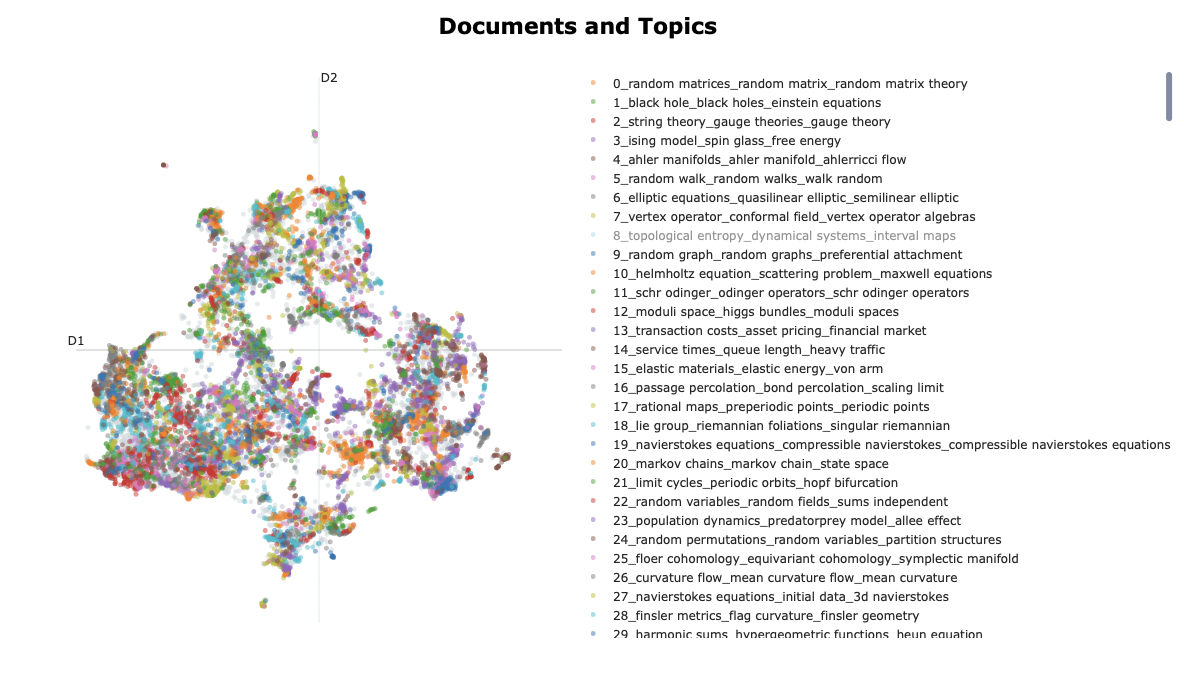 Documents and Topics
D2
D1
0_random matrices_random matrix_random matrix theory
1_black hole_black holes_einstein equations
2_string theory_gauge theories_gauge theory
3_ising model_spin glass_free energy
4_ahler manifolds_ahler manifold_ahlerricci flow
5_random walk_random walks_walk random
6_elliptic equations_quasilinear elliptic_semilinear elliptic
7_vertex operator_conformal field_vertex operator algebras
8_topological entropy_dynamical systems_interval maps
9_random graph_random graphs_preferential attachment
10_helmholtz equation_scattering problem_maxwell equations
11_schr odinger_odinger operators_schr odinger operators
12_moduli space_higgs bundles_moduli spaces
13_transaction costs_asset pricing_financial market
14_service times_queue length_heavy traffic
15_elastic materials_elastic energy_von arm
16_passage percolation_bond percolation_scaling limit
17_rational maps_preperiodic points_periodic points
18_lie group_riemannian foliations_singular riemannian
19_navierstokes equations_compressible navierstokes_compressible navierstokes equations
20_markov chains_markov chain_state space
21_limit cycles_periodic orbits_hopf bifurcation
22_random variables_random fields_sums independent
23_population dynamics_predatorprey model_allee effect
24_random permutations_random variables_partition structures
25_floer cohomology_equivariant cohomology_symplectic manifold
26_curvature flow_mean curvature flow_mean curvature
27_navierstokes equations_initial data_3d navierstokes
28_finsler metrics_flag curvature_finsler geometry
29_harmonic sums_hypergeometric functions_heun equation